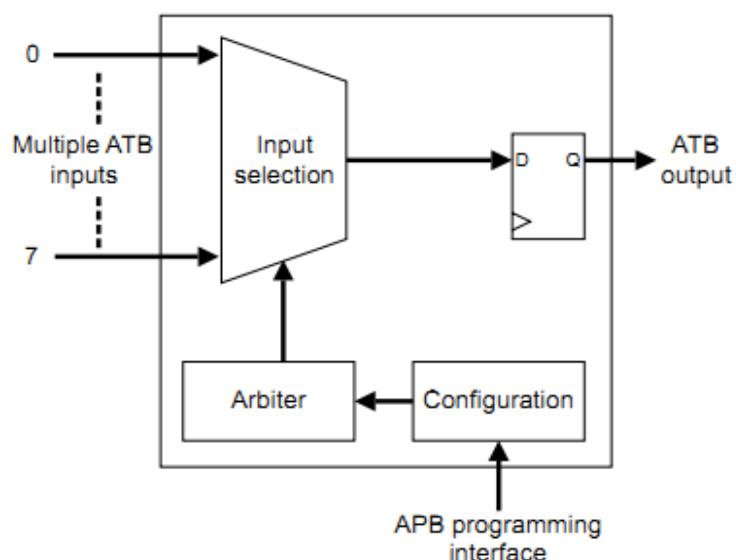 0
Multiple ATB
inputs
7
Input
selection
D Q
ATB
output
Arbiter
Configuration
APB programming
interface